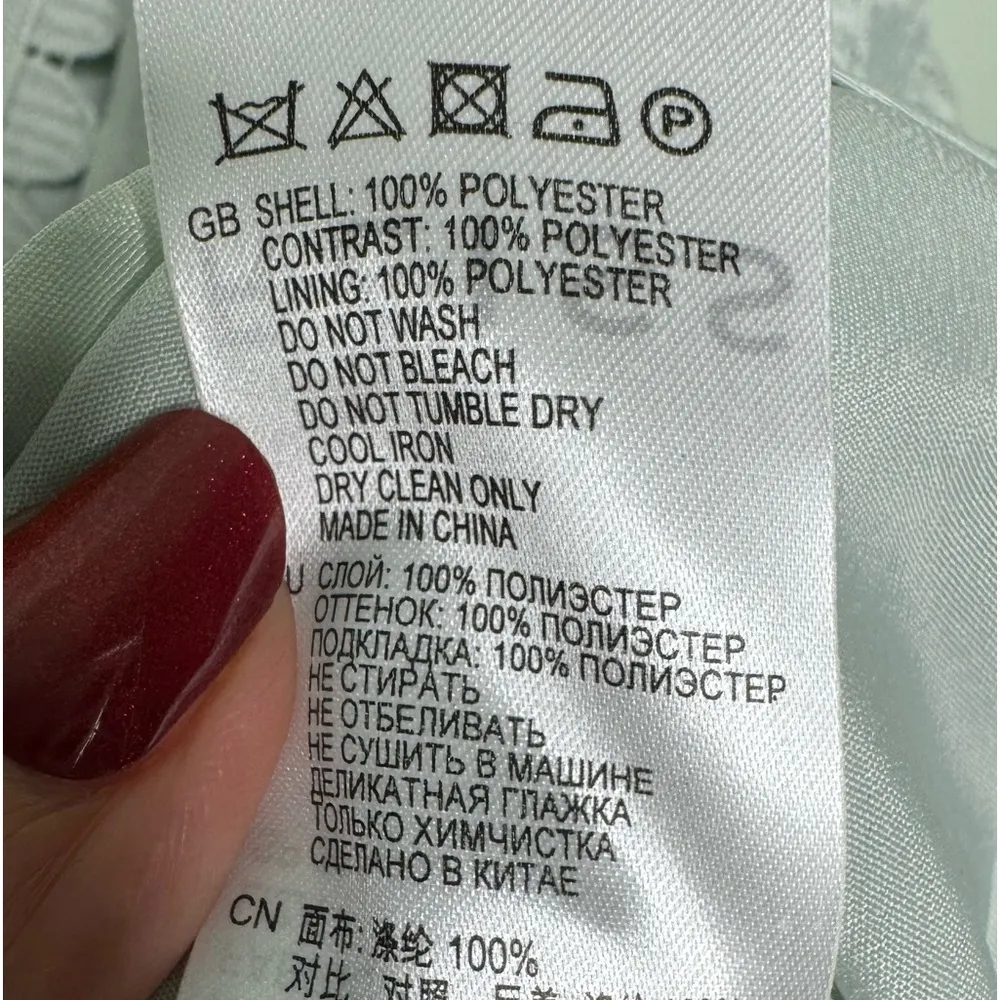 P
GB SHELL: 100% POLYESTER
CONTRAST: 100% POLYESTER
LINING: 100% POLYESTER
DO NOT WASH
DO NOT BLEACH
DO NOT TUMBLE DRY
COOL IRON
DRY CLEAN ONLY
MADE IN CHINA
U СЛОЙ: 100% ПОЛИЭСТЕР
ОТТЕНОК: 100% ПОЛИЭСТЕР
ПОДКЛАДКА: 100% ПОЛИЭСТЕР
НЕ СТИРАТЬ
НЕ ОТБЕЛИВАТЬ
НЕ СУШИТЬ В МАШИНЕ
ДЕЛИКАТНАЯ ГЛАЖКА
ТОЛЬКО ХИМЧИСТКА
СДЕЛАНО В КИТАЕ
CN 面布: 涤纶 100%
对比